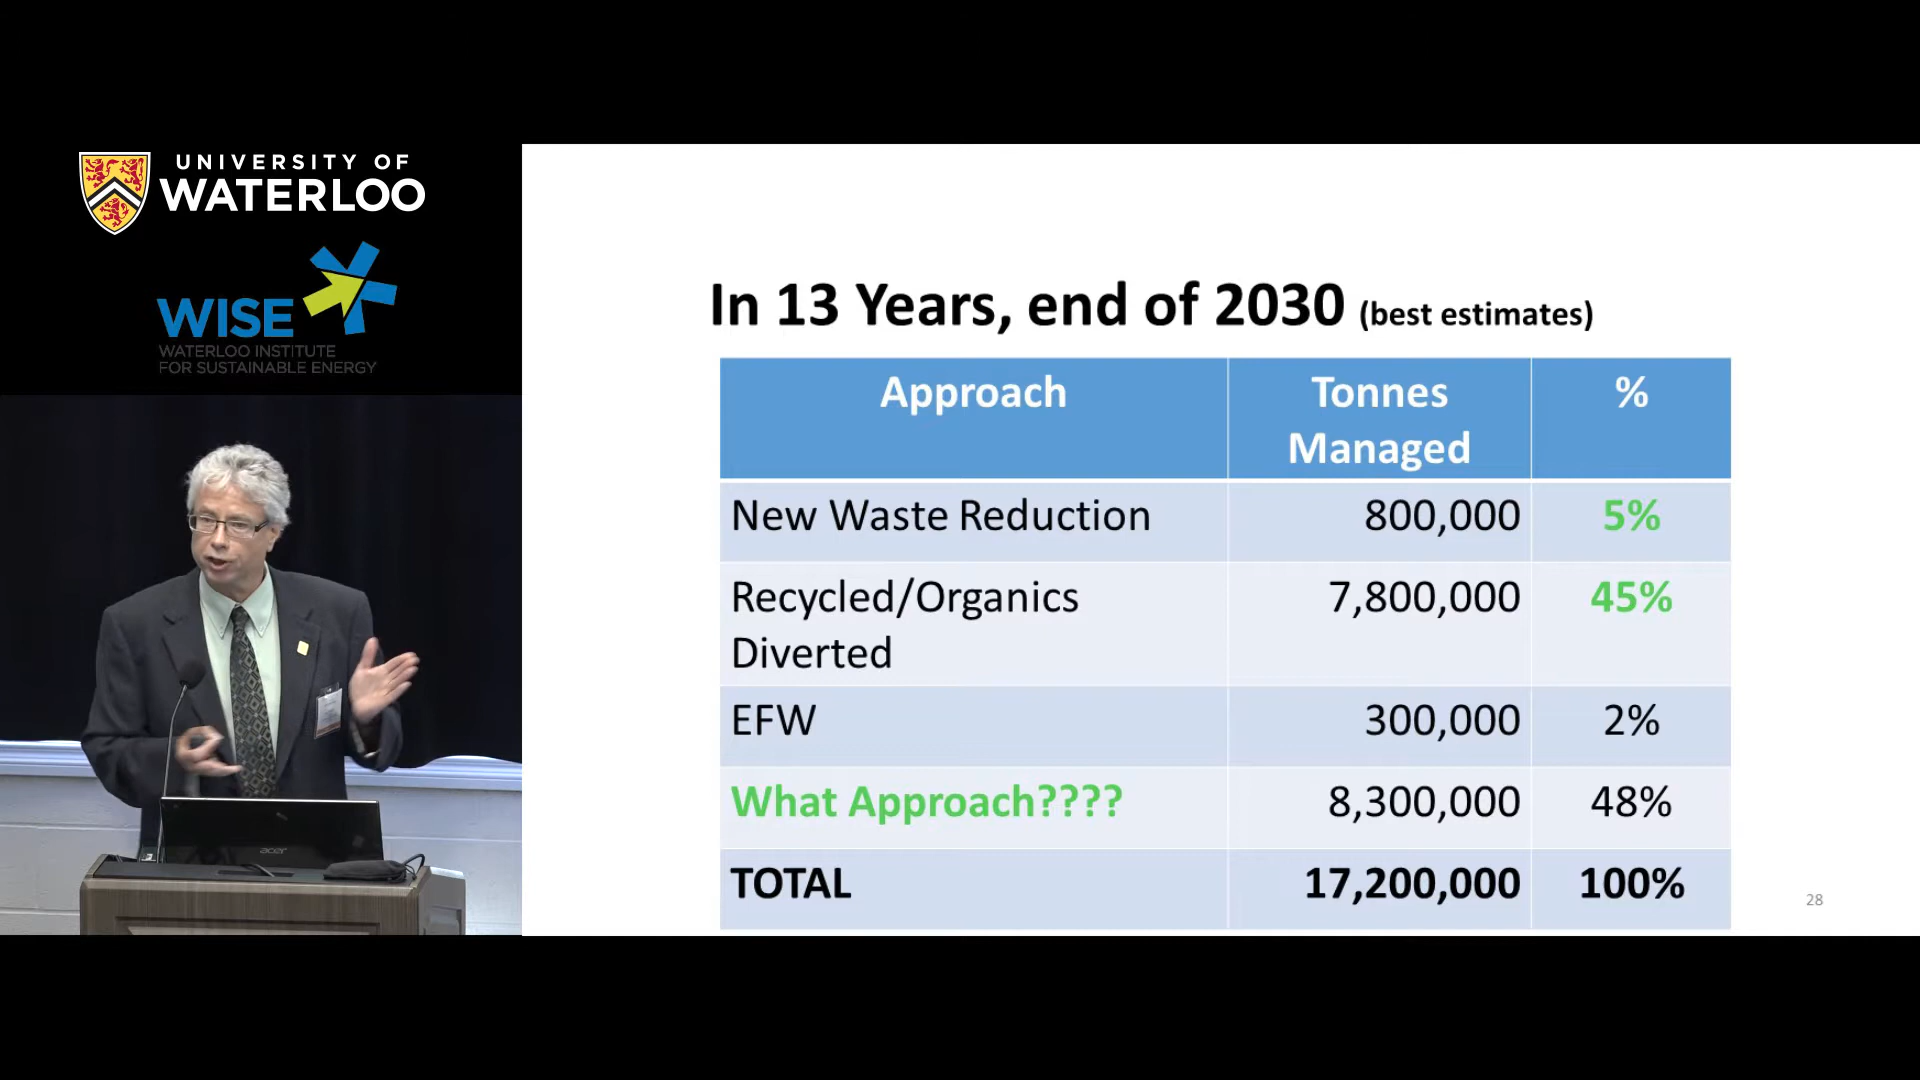 UNIVERSITY OF
WATERLOO
WISE
WATERLOO INSTITUTE
FOR SUSTAINABLE ENERGY
In 13 Years, end of 2030 (best estimates)
Approach Tonnes Managed %
New Waste Reduction 800,000 5%
Recycled/Organics Diverted 7,800,000 45%
EFW 300,000 2%
What Approach???? 8,300,000 48%
TOTAL 17,200,000 100%
28
acer